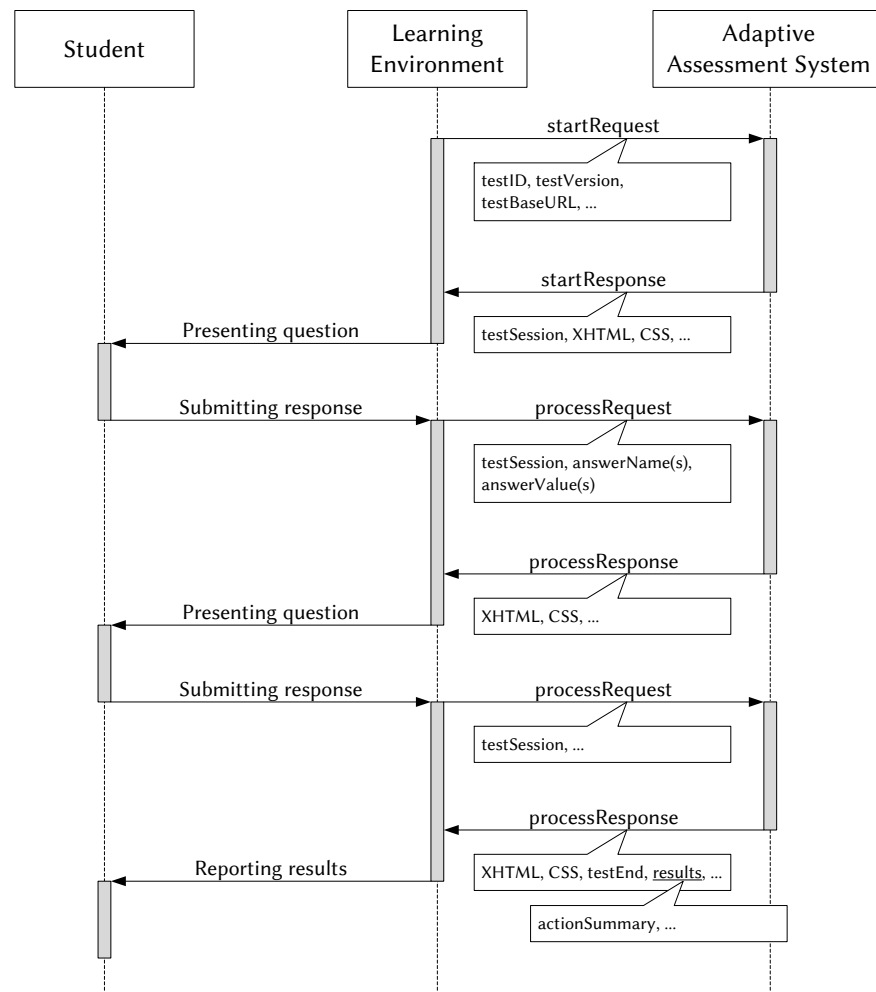 Student
Learning
Environment
Adaptive
Assessment System
startRequest
testID, testVersion,
testBaseURL, ...
startResponse
testSession, XHTML, CSS, ...
Presenting question
Submitting response
processRequest
testSession, answerName(s),
answerValue(s)
processResponse
XHTML, CSS, ...
Presenting question
Submitting response
processRequest
testSession, ...
processResponse
XHTML, CSS, testEnd, results, ...
Reporting results
actionSummary, ...